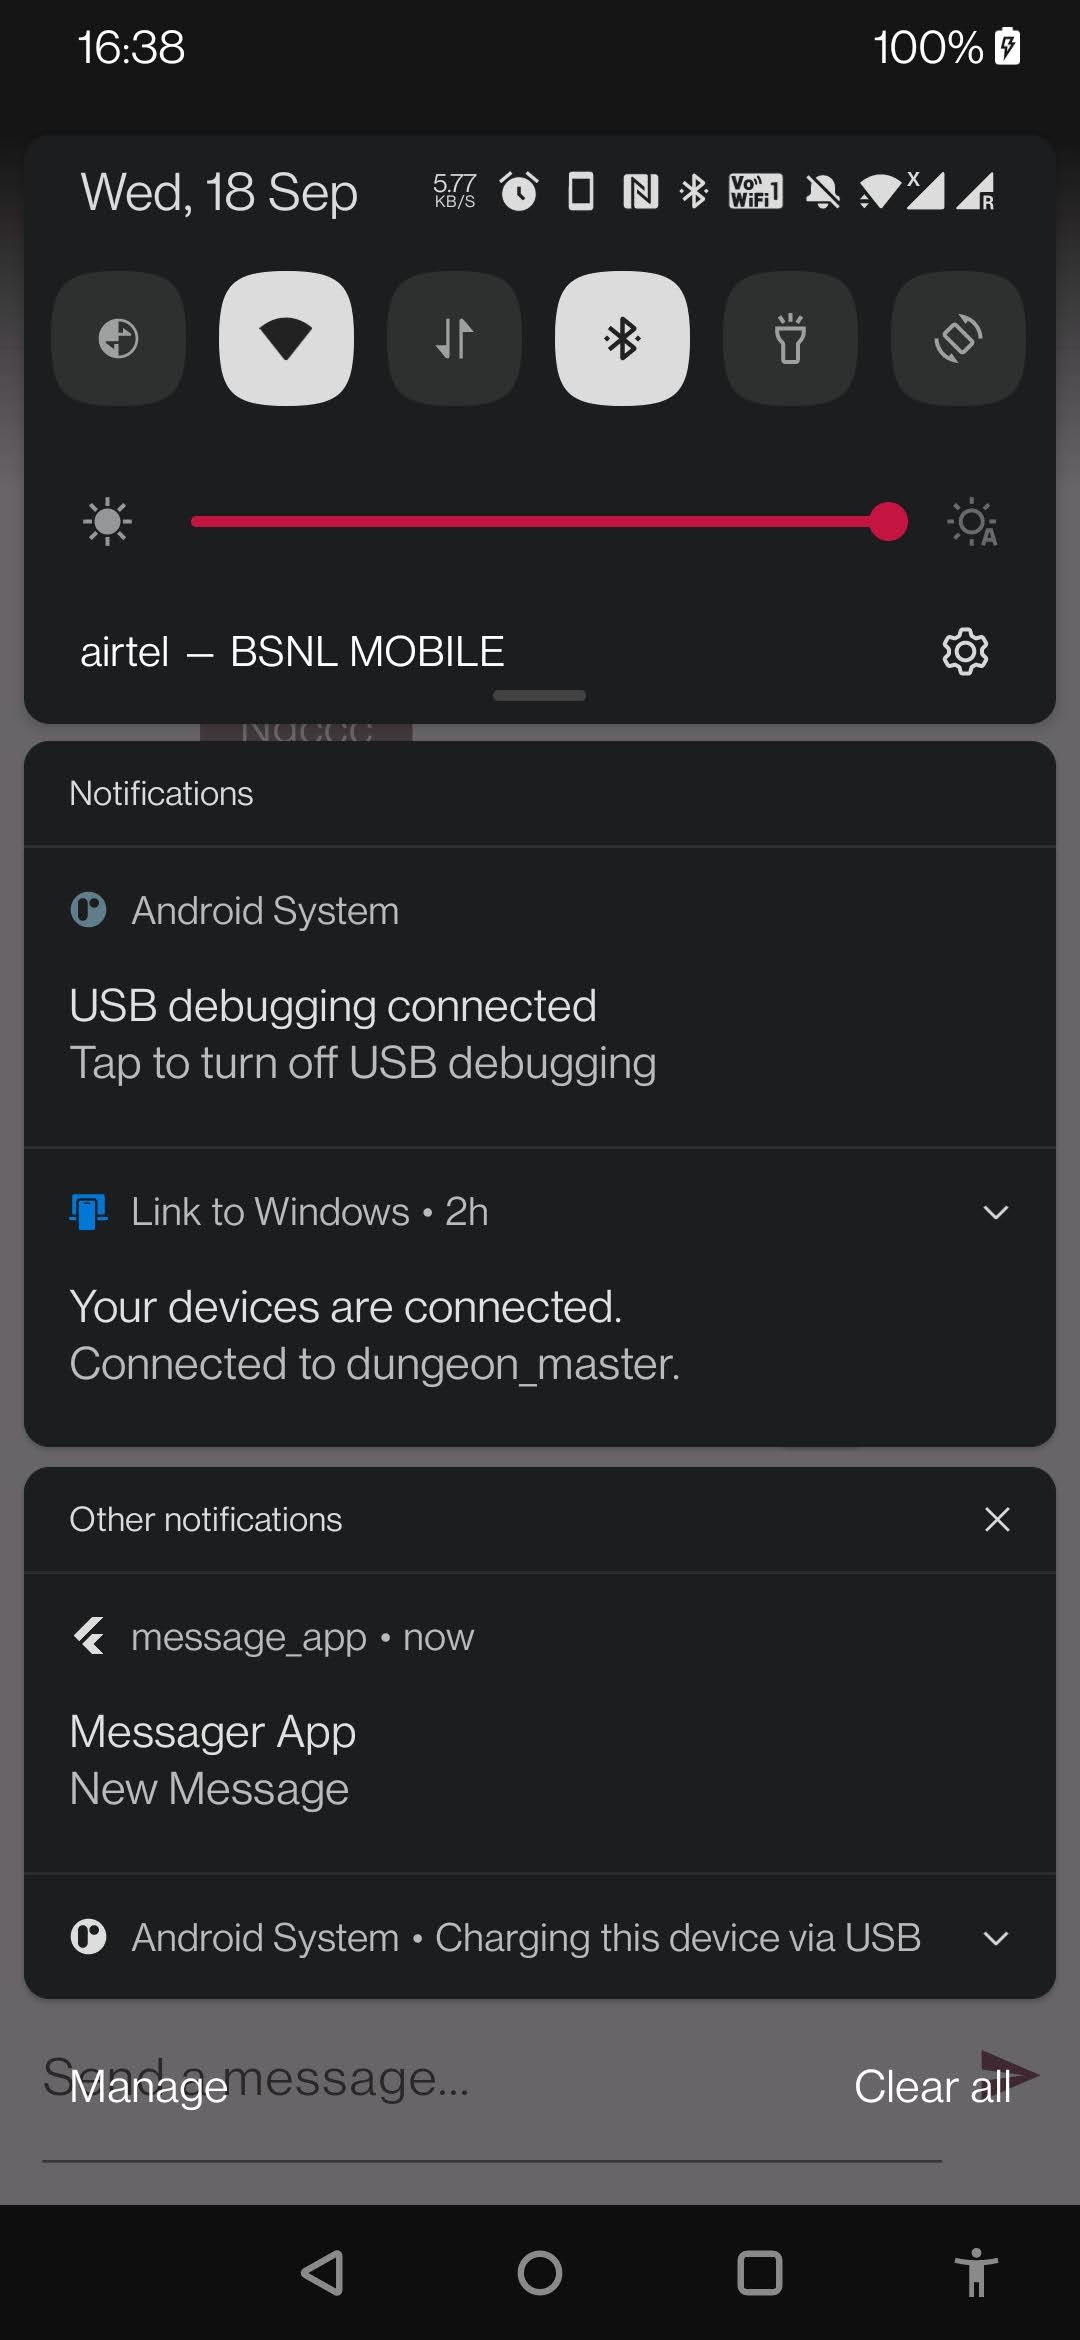 16:38
100%
Wed, 18 Sep
5.77
KB/S
Vo
WiFi 1
X
R
A
airtel — BSNL MOBILE
Notifications
Android System
USB debugging connected
Tap to turn off USB debugging
Link to Windows • 2h
Your devices are connected.
Connected to dungeon_master.
Other notifications
message_app • now
Messager App
New Message
Android System • Charging this device via USB
Send a message...
Manage
Clear all